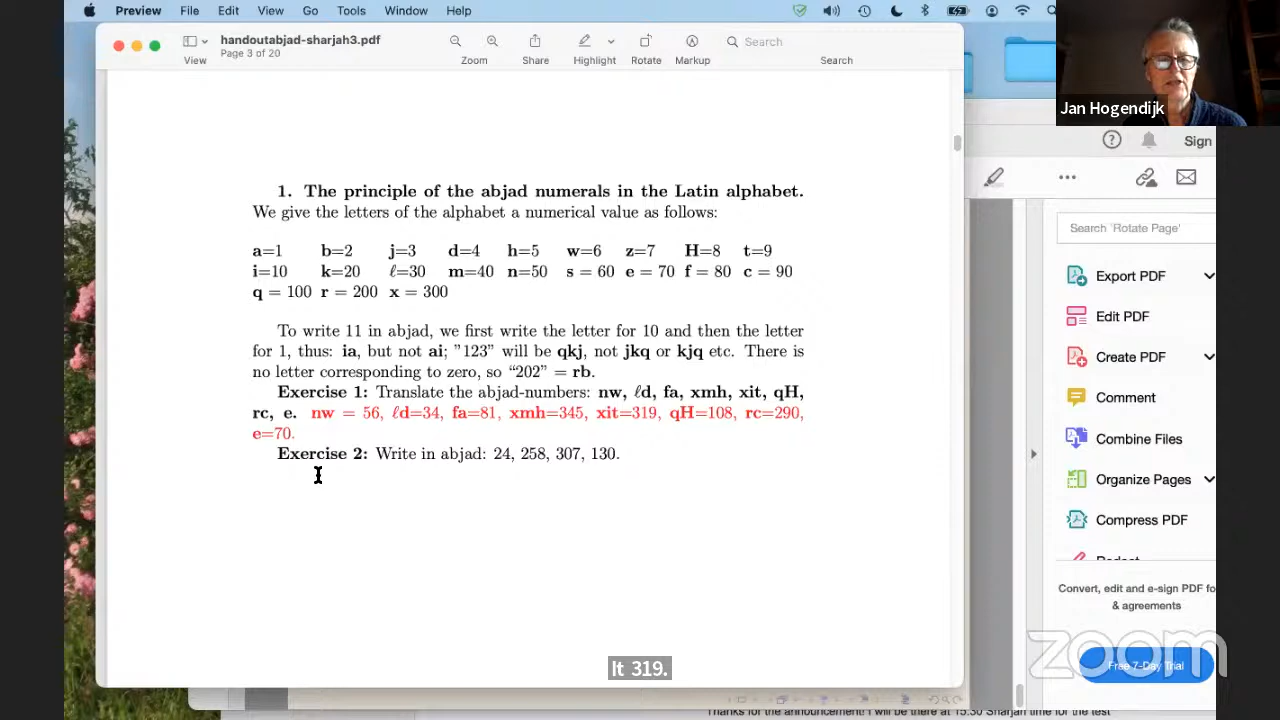 Preview File Edit View Go Tools Window Help
handoutabjad-sharjah3.pdf
Page 3 of 20
View Zoom Share Highlight Rotate Markup Search
Search
Jan Hogendijk
Sign
Search 'Rotate Page'
Export PDF
Edit PDF
Create PDF
Comment
Combine Files
Organize Pages
Compress PDF
Convert, edit and e-sign PDF fo
& agreements
Free 7-Day Trial
zoom
1. The principle of the abjad numerals in the Latin alphabet.
We give the letters of the alphabet a numerical value as follows:
a=1 b=2 j=3 d=4 h=5 w=6 z=7 H=8 t=9
i=10 k=20 ℓ=30 m=40 n=50 s = 60 e = 70 f = 80 c = 90
q = 100 r = 200 x = 300
To write 11 in abjad, we first write the letter for 10 and then the letter
for 1, thus: ia, but not ai; "123" will be qkj, not jkq or kjq etc. There is
no letter corresponding to zero, so “202” = rb.
Exercise 1: Translate the abjad-numbers: nw, ℓd, fa, xmh, xit, qH,
rc, e. nw = 56, ℓd=34, fa=81, xmh=345, xit=319, qH=108, rc=290,
e=70.
Exercise 2: Write in abjad: 24, 258, 307, 130.
It 319.
Thanks for the announcement! I will be there at 15:30 Sharjah time for the test